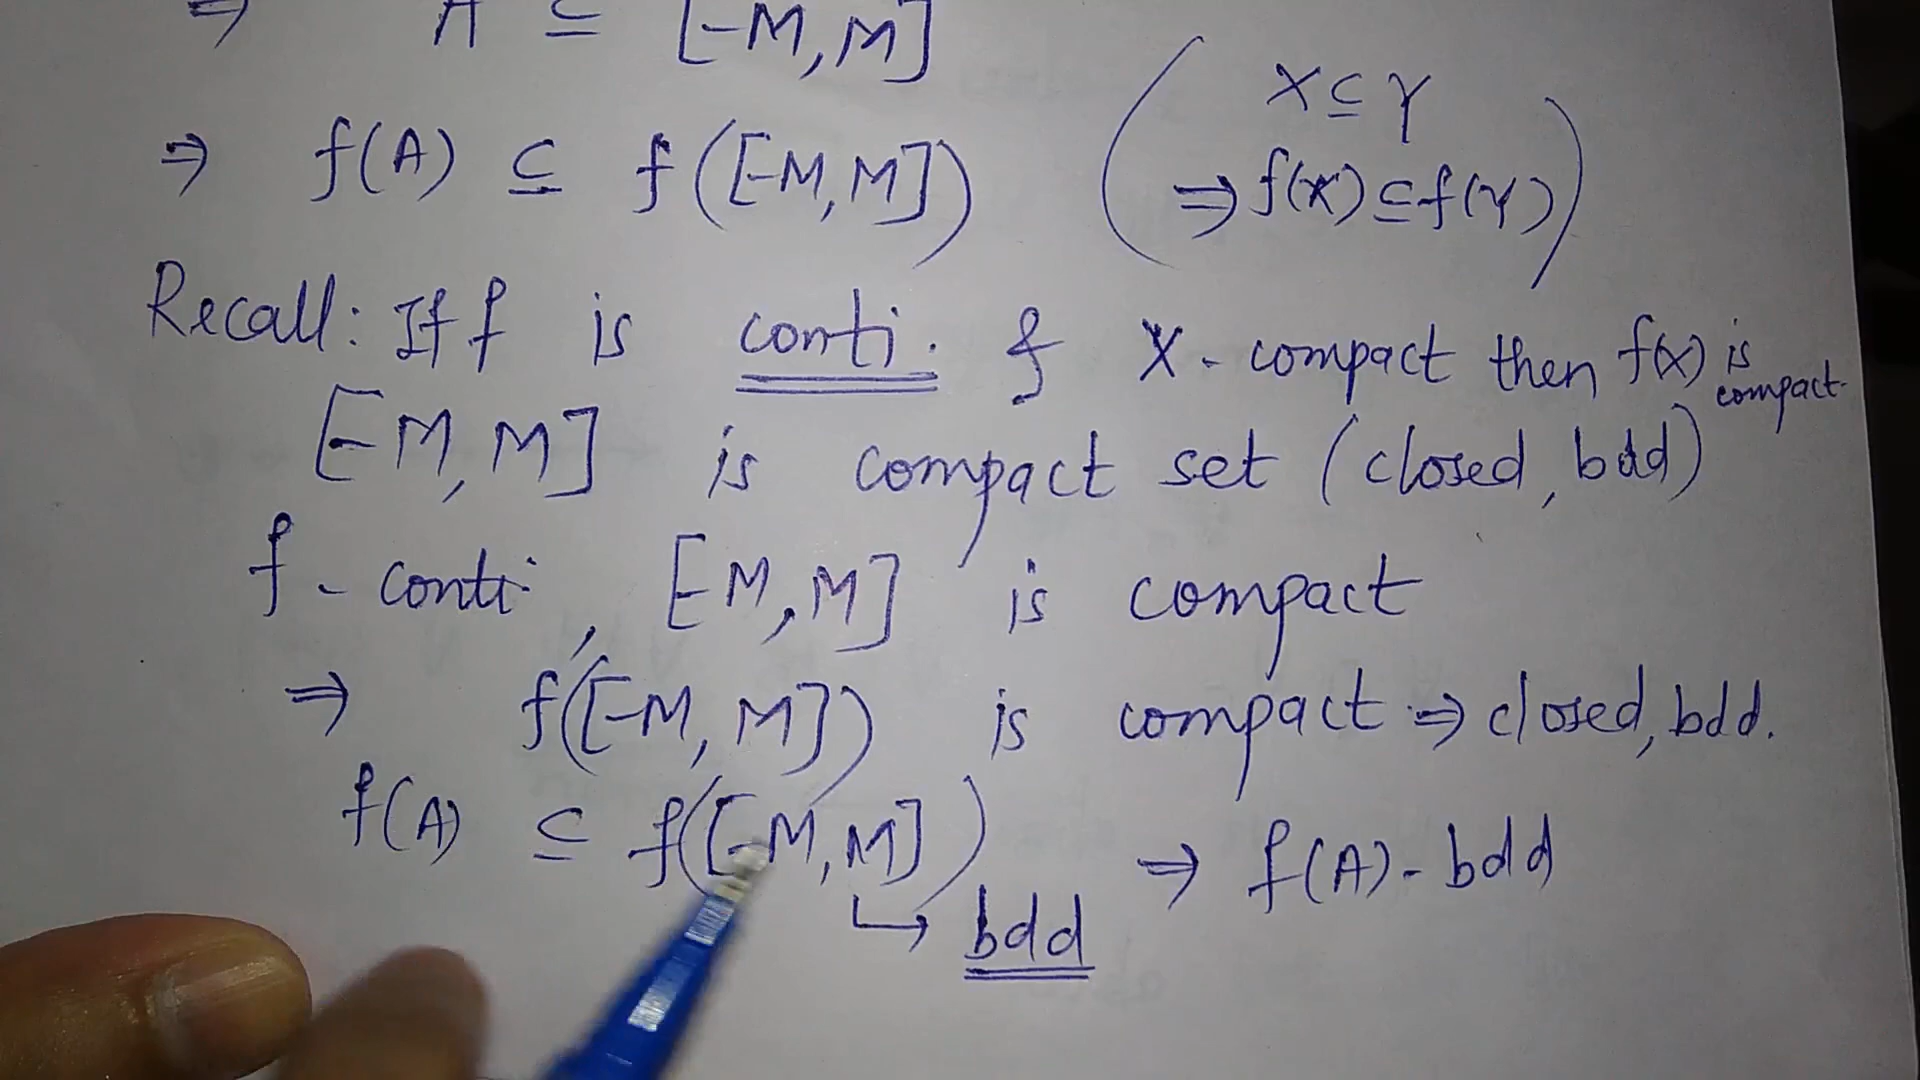 ⇒ A ⊆ [-M, M]
⇒ f(A) ⊆ f([-M, M])
( X ⊆ Y
⇒ f(X) ⊆ f(Y) )
Recall: If f is conti. & X - compact then f(X) is compact.
[-M, M] is compact set (closed, bdd)
f - conti, [-M, M] is compact
⇒ f([-M, M]) is compact ⇒ closed, bdd.
f(A) ⊆ f([-M, M]) ⇒ f(A) - bdd
↳ bdd